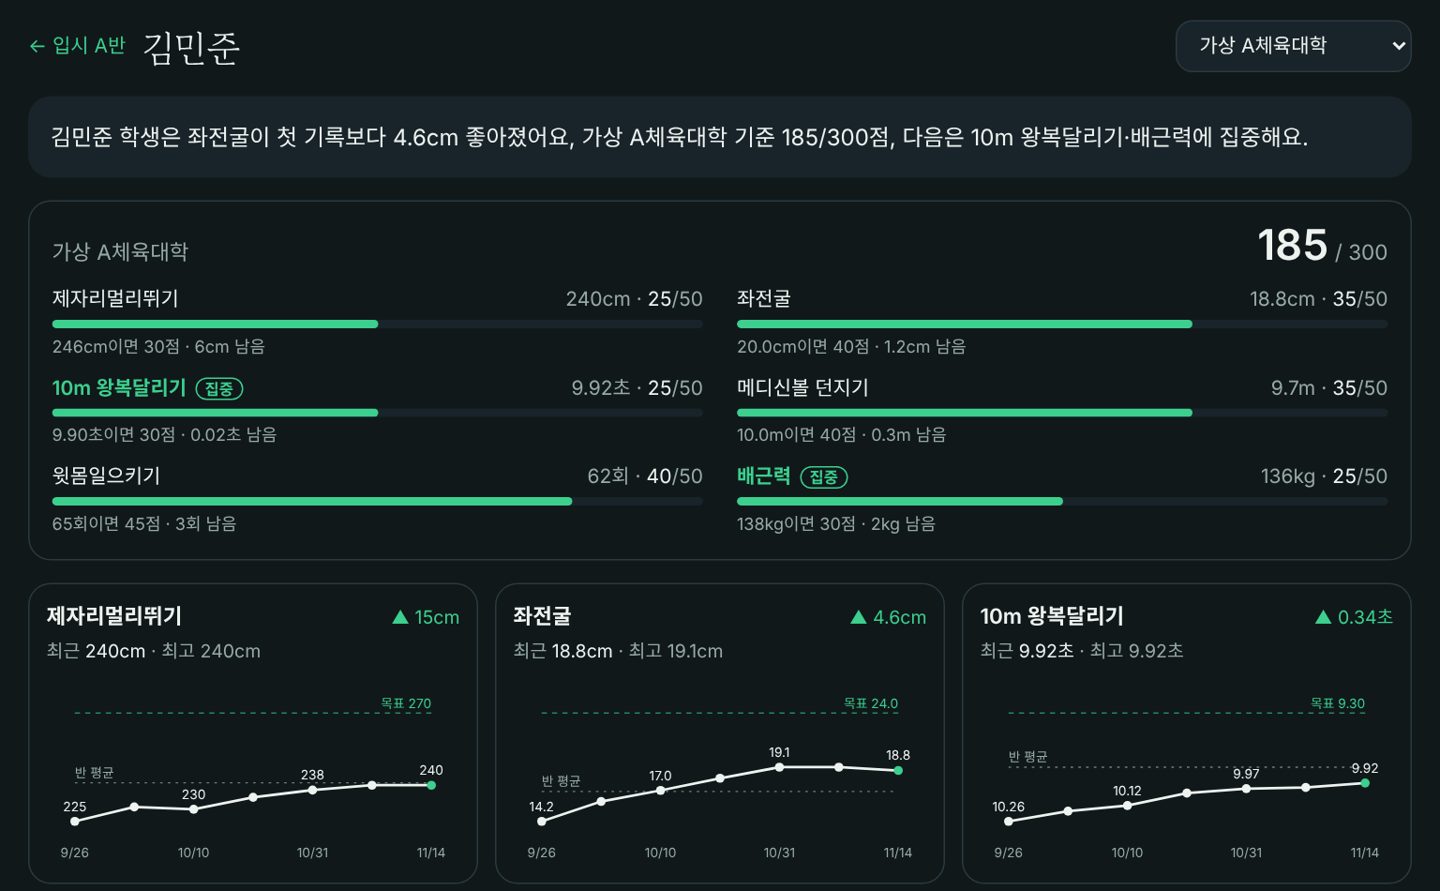 ← 입시 A반 김민준
가상 A체육대학
김민준 학생은 좌전굴이 첫 기록보다 4.6cm 좋아졌어요, 가상 A체육대학 기준 185/300점, 다음은 10m 왕복달리기·배근력에 집중해요.
가상 A체육대학
185 / 300
제자리멀리뛰기
240cm · 25/50
246cm이면 30점 · 6cm 남음
좌전굴
18.8cm · 35/50
20.0cm이면 40점 · 1.2cm 남음
10m 왕복달리기 집중
9.92초 · 25/50
9.90초이면 30점 · 0.02초 남음
메디신볼 던지기
9.7m · 35/50
10.0m이면 40점 · 0.3m 남음
윗몸일으키기
62회 · 40/50
65회이면 45점 · 3회 남음
배근력 집중
136kg · 25/50
138kg이면 30점 · 2kg 남음
제자리멀리뛰기
▲ 15cm
최근 240cm · 최고 240cm
목표 270
반 평균
225
230
238
240
9/26
10/10
10/31
11/14
좌전굴
▲ 4.6cm
최근 18.8cm · 최고 19.1cm
목표 24.0
반 평균
14.2
17.0
19.1
18.8
9/26
10/10
10/31
11/14
10m 왕복달리기
▲ 0.34초
최근 9.92초 · 최고 9.92초
목표 9.30
반 평균
10.26
10.12
9.97
9.92
9/26
10/10
10/31
11/14